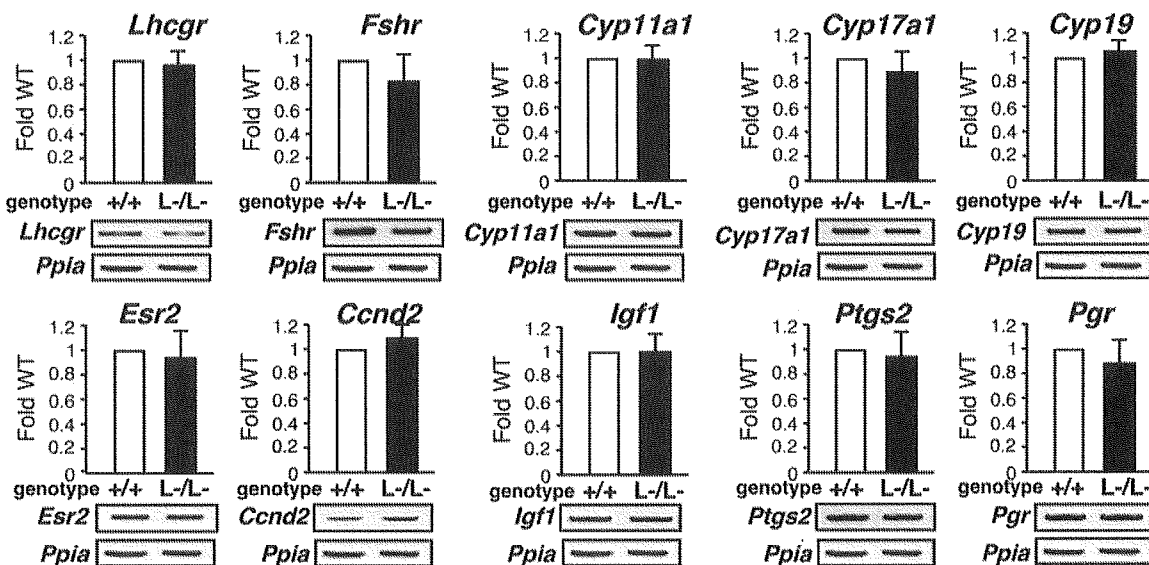 Lhcgr Fshr Cyp11a1 Cyp17a1 Cyp19
Fold WT 1.2 1 0.8 0.6 0.4 0.2 0
Fold WT 1.2 1 0.8 0.6 0.4 0.2 0
Fold WT 1.2 1 0.8 0.6 0.4 0.2 0
Fold WT 1.2 1 0.8 0.6 0.4 0.2 0
Fold WT 1.2 1 0.8 0.6 0.4 0.2 0
genotype +/+ L-/L- genotype +/+ L-/L- genotype +/+ L-/L- genotype +/+ L-/L- genotype +/+ L-/L-
Lhcgr Fshr Cyp11a1 Cyp17a1 Cyp19
Ppia Ppia Ppia Ppia Ppia
Esr2 Ccnd2 Igf1 Ptgs2 Pgr
Fold WT 1.2 1 0.8 0.6 0.4 0.2 0
Fold WT 1.2 1 0.8 0.6 0.4 0.2 0
Fold WT 1.2 1 0.8 0.6 0.4 0.2 0
Fold WT 1.2 1 0.8 0.6 0.4 0.2 0
Fold WT 1.2 1 0.8 0.6 0.4 0.2 0
genotype +/+ L-/L- genotype +/+ L-/L- genotype +/+ L-/L- genotype +/+ L-/L- genotype +/+ L-/L-
Esr2 Ccnd2 Igf1 Ptgs2 Pgr
Ppia Ppia Ppia Ppia Ppia